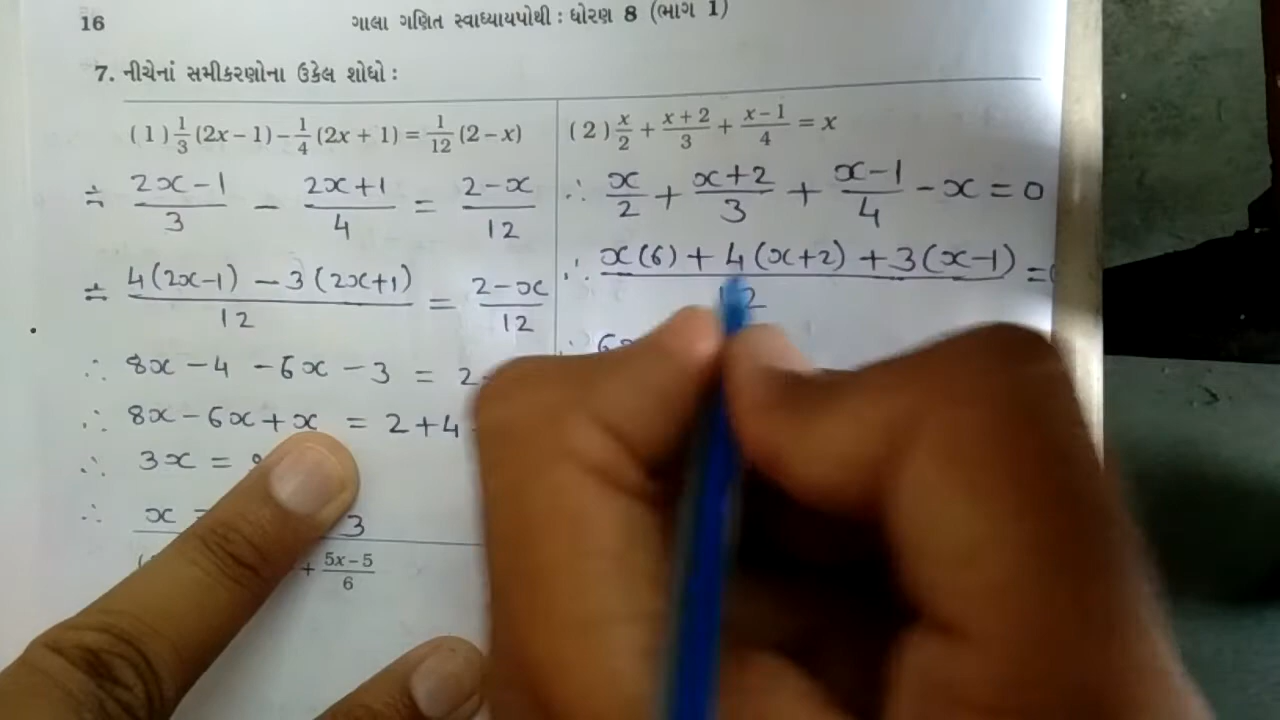 16
ગાલા ગણિત સ્વાધ્યાયપોથી : ધોરણ 8 (ભાગ 1)
7. નીચેનાં સમીકરણોના ઉકેલ શોધો :
(1) 1/3 (2x – 1) – 1/4 (2x + 1) = 1/12 (2 – x)
∴ (2x – 1)/3 – (2x + 1)/4 = (2 – x)/12
∴ (4(2x–1) – 3(2x+1))/12 = (2 – x)/12
∴ 8x – 4 – 6x – 3 = 2
∴ 8x – 6x + x = 2 + 4
∴ 3x =
∴ x = 3
+ (5x – 5)/6
(2) x/2 + (x + 2)/3 + (x – 1)/4 = x
∴ x/2 + (x + 2)/3 + (x – 1)/4 – x = 0
∴ (x(6) + 4(x+2) + 3(x–1))/12 =